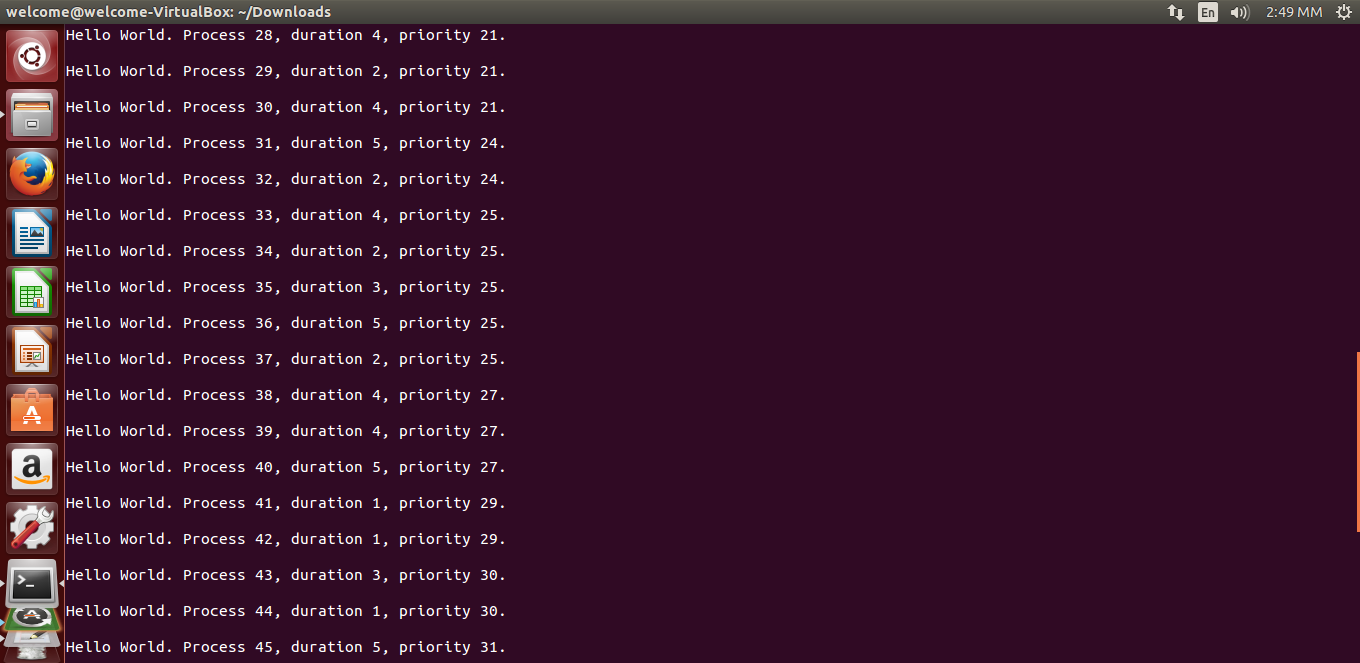 welcome@welcome-VirtualBox: ~/Downloads
En
2:49 MM
Hello World. Process 28, duration 4, priority 21.
Hello World. Process 29, duration 2, priority 21.
Hello World. Process 30, duration 4, priority 21.
Hello World. Process 31, duration 5, priority 24.
Hello World. Process 32, duration 2, priority 24.
Hello World. Process 33, duration 4, priority 25.
Hello World. Process 34, duration 2, priority 25.
Hello World. Process 35, duration 3, priority 25.
Hello World. Process 36, duration 5, priority 25.
Hello World. Process 37, duration 2, priority 25.
Hello World. Process 38, duration 4, priority 27.
Hello World. Process 39, duration 4, priority 27.
Hello World. Process 40, duration 5, priority 27.
Hello World. Process 41, duration 1, priority 29.
Hello World. Process 42, duration 1, priority 29.
Hello World. Process 43, duration 3, priority 30.
Hello World. Process 44, duration 1, priority 30.
Hello World. Process 45, duration 5, priority 31.